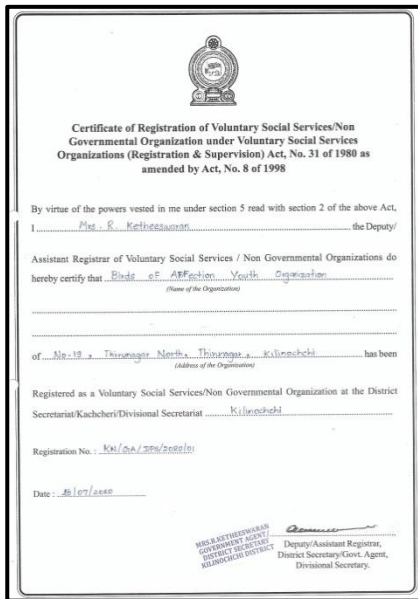 Certificate of Registration of Voluntary Social Services/Non
Governmental Organization under Voluntary Social Services
Organizations (Registration & Supervision) Act, No. 31 of 1980 as
amended by Act, No. 8 of 1998
By virtue of the powers vested in me under section 5 read with section 2 of the above Act,
I Mrs. R. Ketheeswaran the Deputy/
Assistant Registrar of Voluntary Social Services / Non Governmental Organizations do
hereby certify that Birds of Affection Youth Organization
(Name of the Organization)
of No-19, Thirunagar North, Thirunagar, Kilinochchi has been
(Address of the Organization)
Registered as a Voluntary Social Services/Non Governmental Organization at the District
Secretariat/Kachcheri/Divisional Secretariat Kilinochchi
Registration No. : KN/GA/ /2020/01
Date : /07/2020
MRS.R.KETHEESWARAN
GOVERNMENT AGENT/
DISTRICT SECRETARY
KILINOCHCHI DISTRICT
Deputy/Assistant Registrar,
District Secretary/Govt. Agent,
Divisional Secretary.